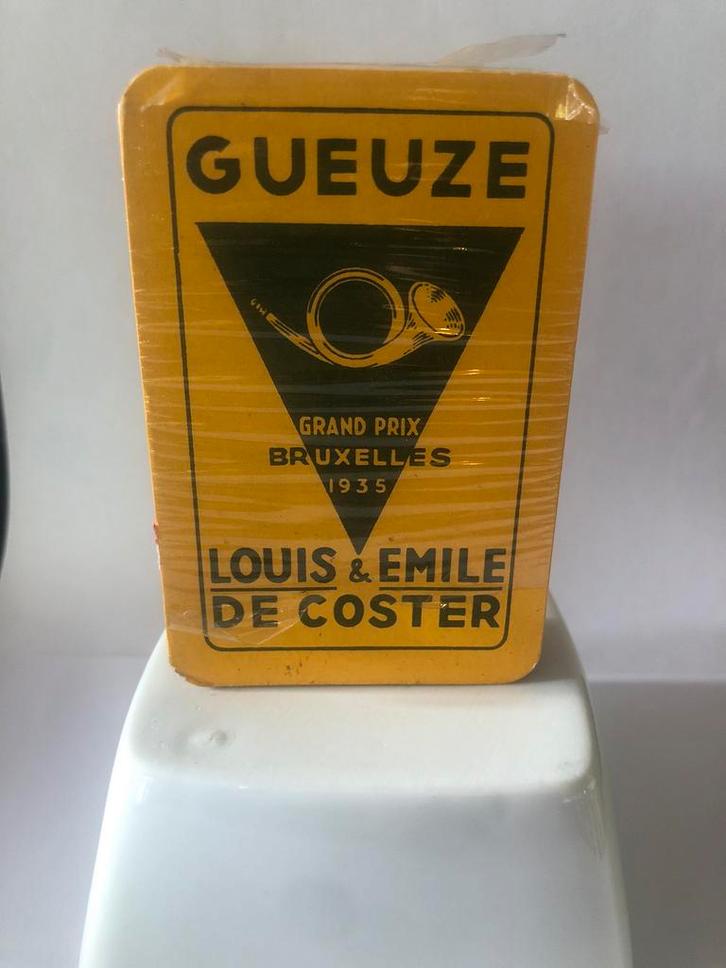 GUEUZE
GRAND PRIX
BRUXELLES
1935
LOUIS & EMILE
DE COSTER